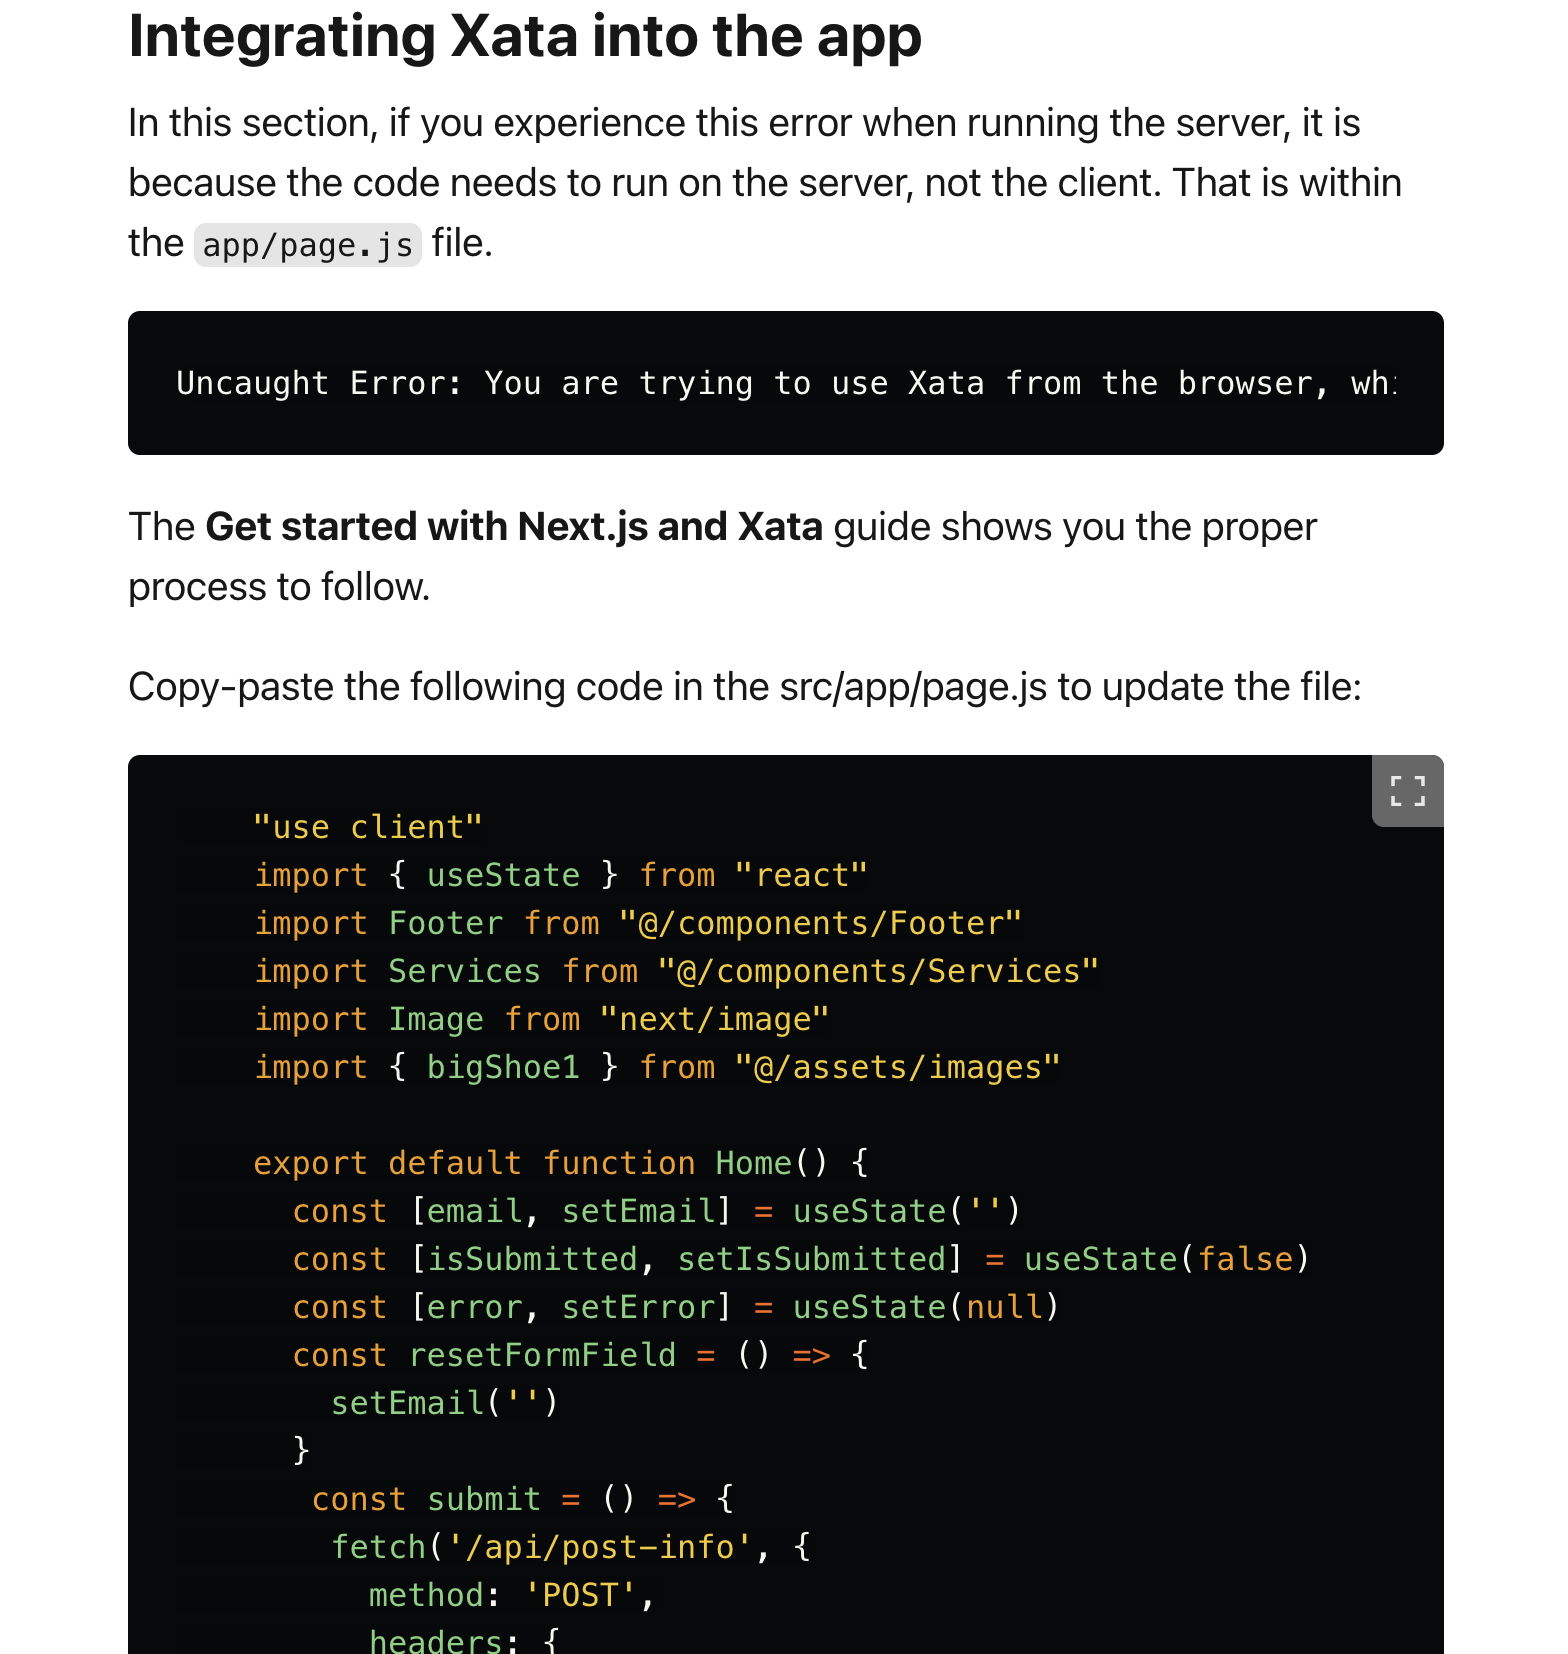 Integrating Xata into the app
In this section, if you experience this error when running the server, it is
because the code needs to run on the server, not the client. That is within
the app/page.js file.
Uncaught Error: You are trying to use Xata from the browser,
The Get started with Next.js and Xata guide shows you the proper
process to follow.
Copy-paste the following code in the src/app/page.js to update the file:
"use client"
import { useState } from "react"
import Footer from "@/components/Footer"
import Services from "@/components/Services"
import Image from "next/image"
import { bigShoe1 } from "@/assets/images"
export default function Home() {
const [email, setEmail] = useState('')
const [isSubmitted, setIsSubmitted] = useState(false)
const [error, setError] = useState(null)
const resetFormField = () => {
setEmail('')
}
const submit = () => {
fetch('/api/post-info', {
method: 'POST',
headers: {